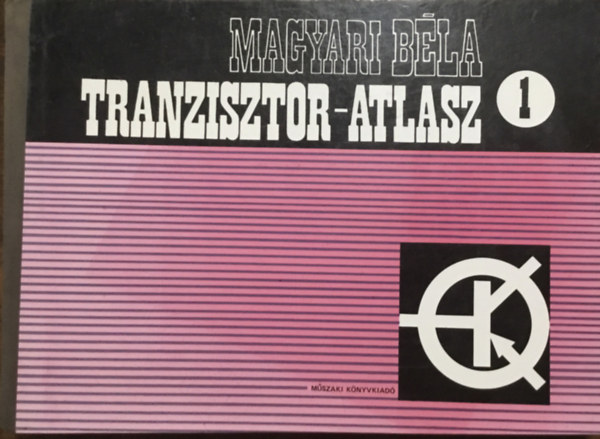 MAGYARI BÉLA
TRANZISZTOR-ATLASZ 1
MŰSZAKI KÖNYVKIADÓ